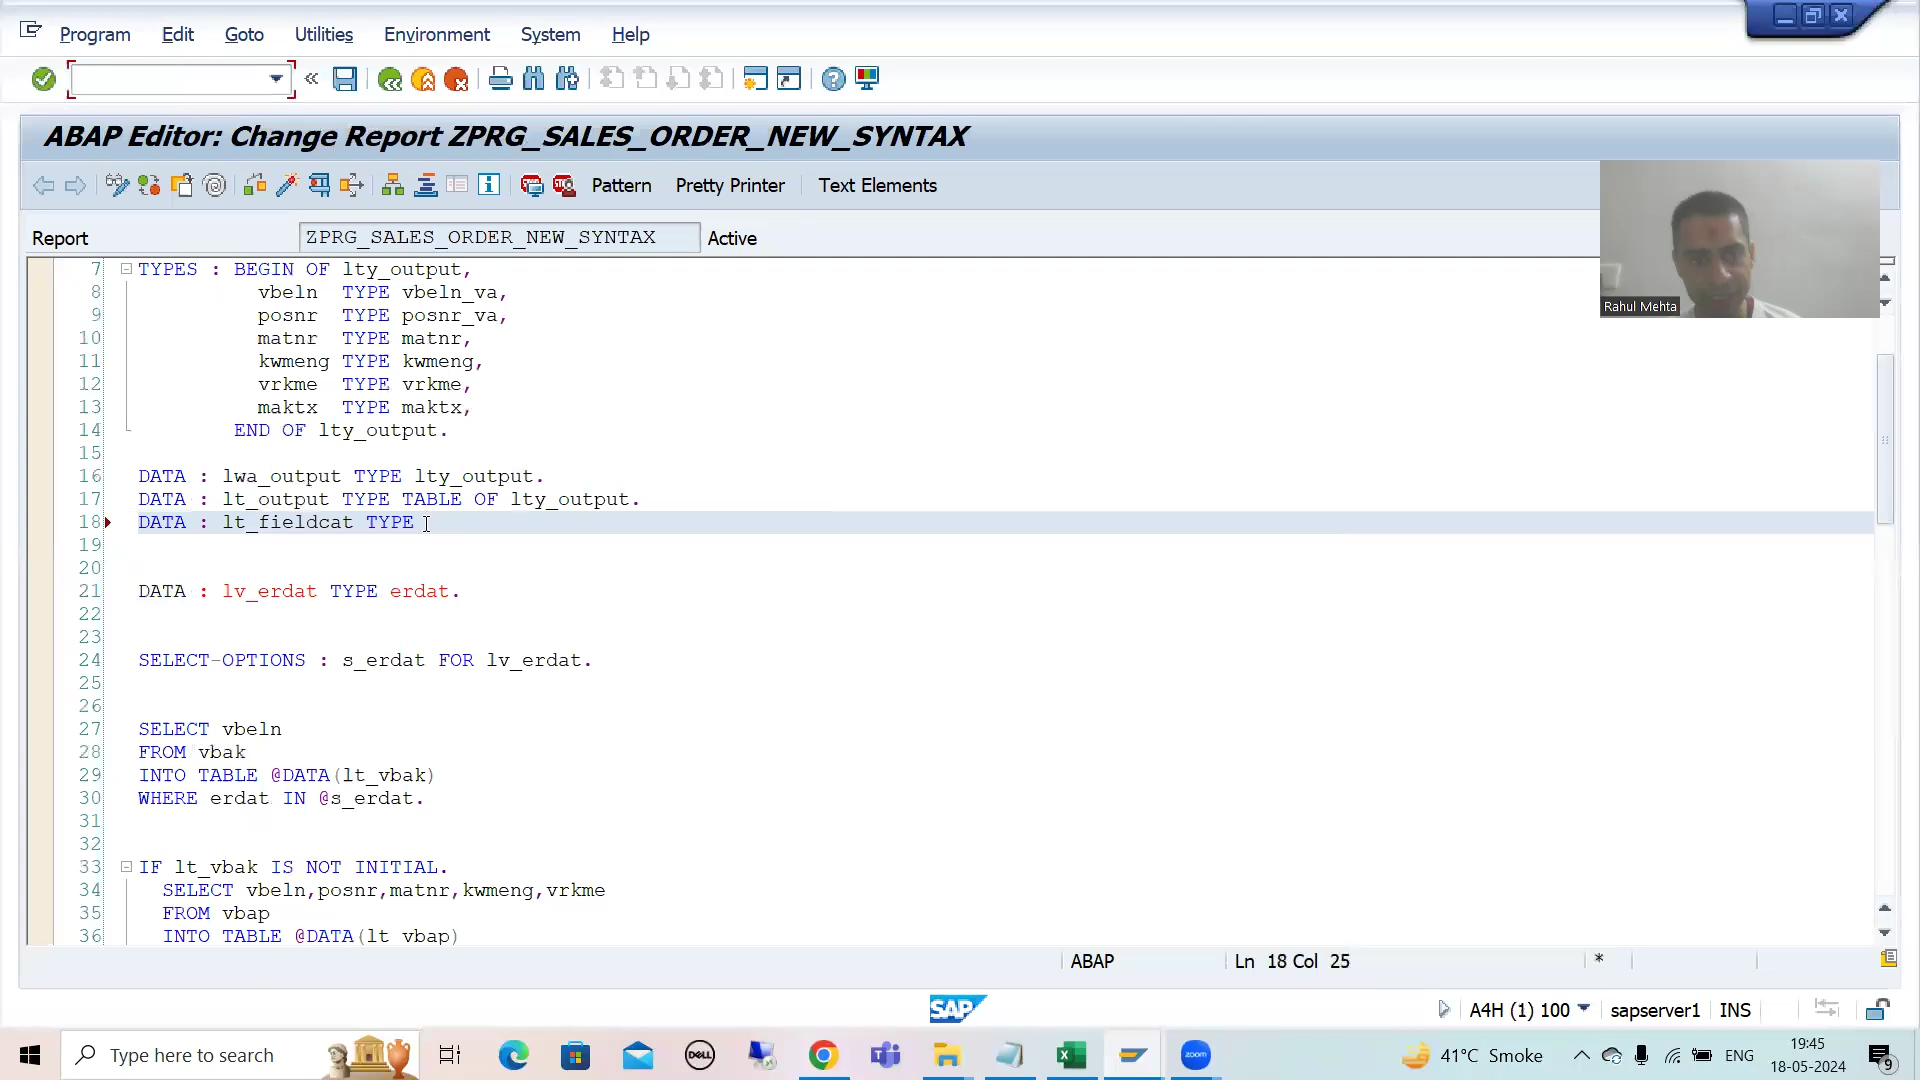 Program Edit Goto Utilities Environment System Help
ABAP Editor: Change Report ZPRG_SALES_ORDER_NEW_SYNTAX
Pattern Pretty Printer Text Elements
Report ZPRG_SALES_ORDER_NEW_SYNTAX Active
Rahul Mehta
7 TYPES : BEGIN OF lty_output,
8 vbeln TYPE vbeln_va,
9 posnr TYPE posnr_va,
10 matnr TYPE matnr,
11 kwmeng TYPE kwmeng,
12 vrkme TYPE vrkme,
13 maktx TYPE maktx,
14 END OF lty_output.
15
16 DATA : lwa_output TYPE lty_output.
17 DATA : lt_output TYPE TABLE OF lty_output.
18 DATA : lt_fieldcat TYPE
19
20
21 DATA : lv_erdat TYPE erdat.
22
23
24 SELECT-OPTIONS : s_erdat FOR lv_erdat.
25
26
27 SELECT vbeln
28 FROM vbak
29 INTO TABLE @DATA(lt_vbak)
30 WHERE erdat IN @s_erdat.
31
32
33 IF lt_vbak IS NOT INITIAL.
34 SELECT vbeln,posnr,matnr,kwmeng,vrkme
35 FROM vbap
36 INTO TABLE @DATA(lt_vbap)
ABAP Ln 18 Col 25 *
SAP A4H (1) 100 sapserver1 INS
Type here to search DELL zoom 41°C Smoke ENG 19:45
18-05-2024 9